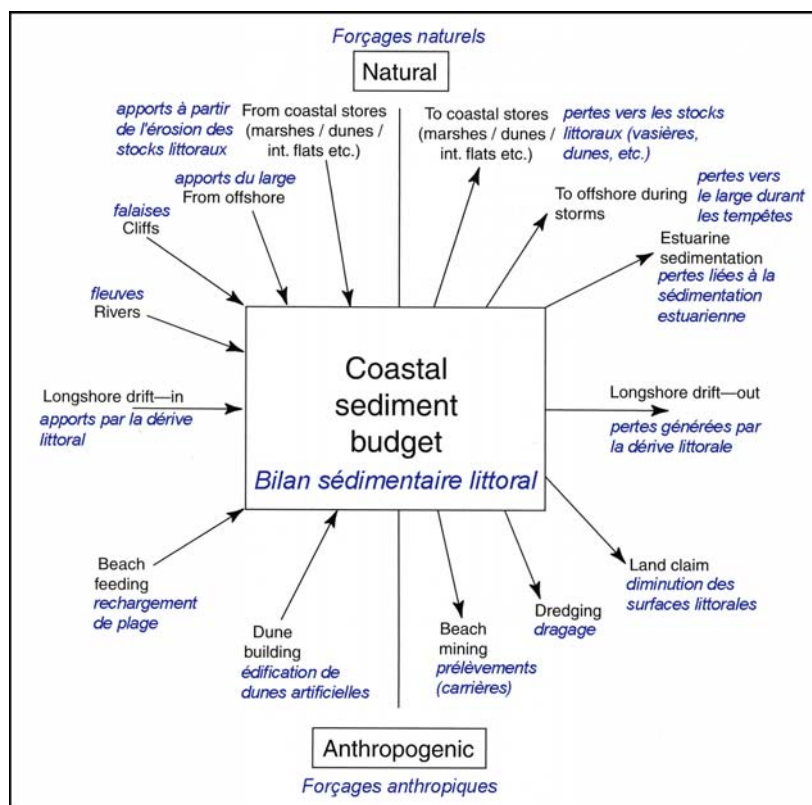 Forçages naturels
Natural
apports à partir
de l'érosion des
stocks littoraux
From coastal stores
(marshes / dunes /
int. flats etc.)
To coastal stores
(marshes / dunes /
int. flats etc.)
pertes vers les stocks
littoraux (vasières,
dunes, etc.)
apports du large
From offshore
To offshore during
storms
pertes vers
le large durant
les tempêtes
falaises
Cliffs
Estuarine
sedimentation
pertes liées à la
sédimentation
estuarienne
fleuves
Rivers
Coastal
sediment
budget
Bilan sédimentaire littoral
Longshore drift—in
apports par la dérive
littoral
Longshore drift—out
pertes générées par
la dérive littorale
Beach
feeding
rechargement
de plage
Dune
building
édification de
dunes artificielles
Beach
mining
prélèvements
(carrières)
Dredging
dragage
Land claim
diminution des
surfaces littorales
Anthropogenic
Forçages anthropiques